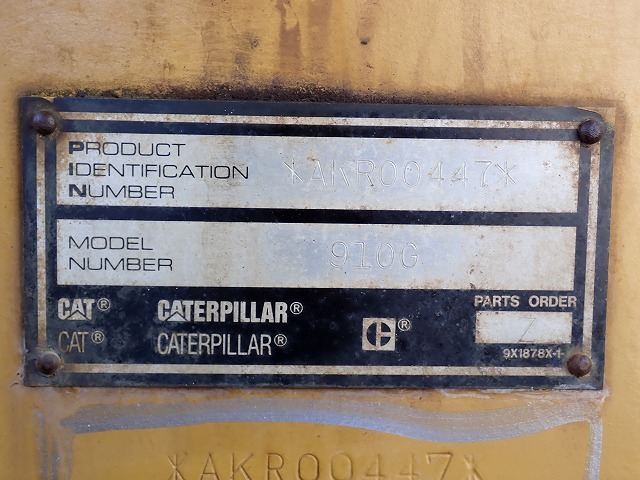 PRODUCT
IDENTIFICATION
NUMBER
*AKR00447*
MODEL
NUMBER
910G
CAT® CATERPILLAR®
CAT® CATERPILLAR®
C®
PARTS ORDER
Z
9X1878X-1
*AKR00447*